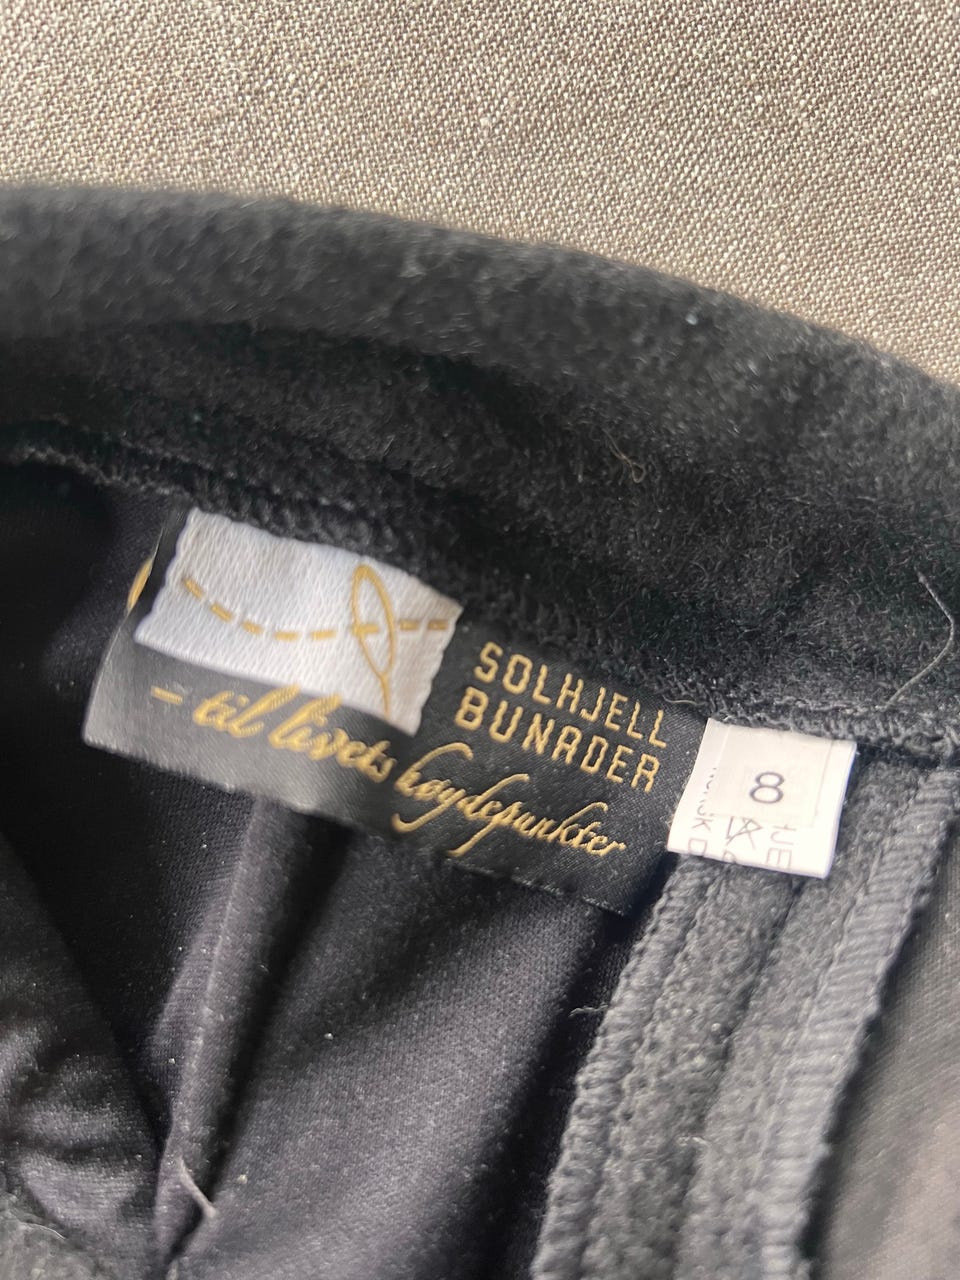 SOLHJELL
BUNADER
– til livets høydepunkter
8